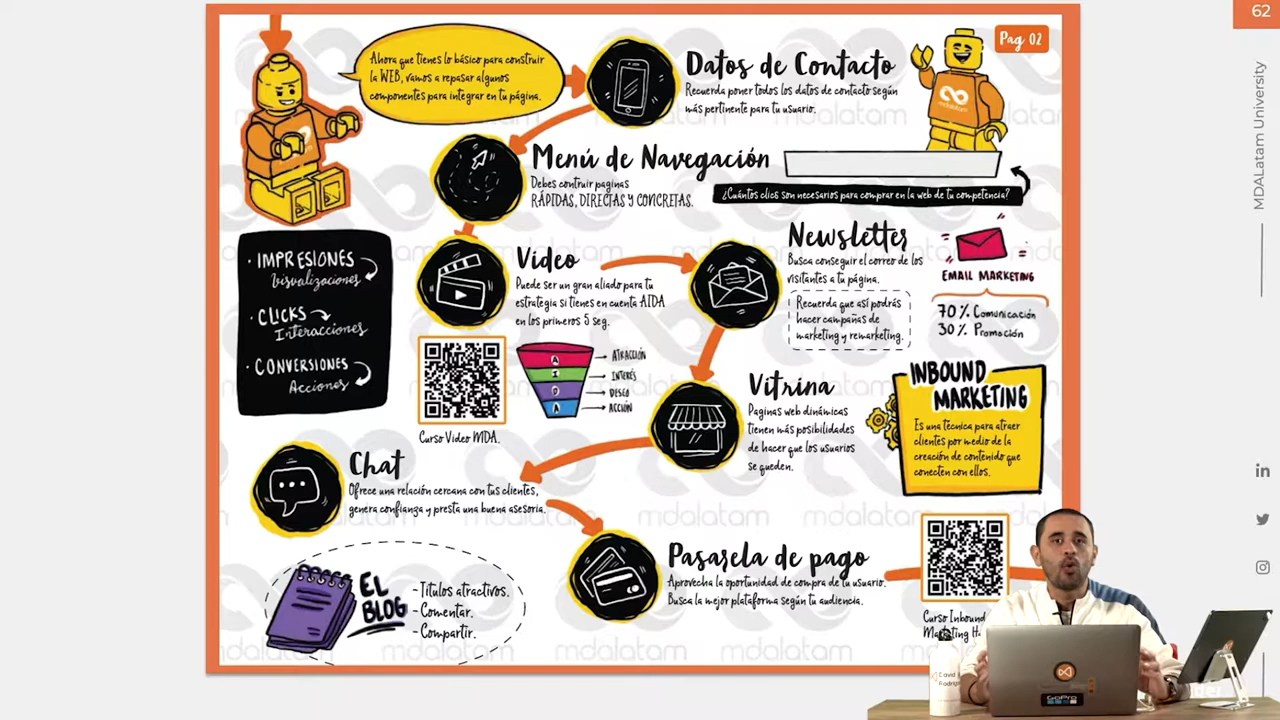 62
MDALatam University
Pag 02
Ahora que tienes lo básico para construir
la WEB, vamos a repasar algunos
componentes para integrar en tu página.
Datos de Contacto
Recuerda poner todos los datos de contacto según
más pertinente para tu usuario.
mdalatam
Menú de Navegación
Debes contruir paginas
RÁPIDAS, DIRECTAS Y CONCRETAS.
¿Cuántos clics son necesarios para comprar en la web de tu competencia?
· IMPRESIONES
Visualizaciones
· CLICKS
Interacciones
· CONVERSIONES
Acciones
Video
Puede ser un gran aliado para tu
estrategia si tienes en cuenta AIDA
en los primeros 5 seg.
Curso Video MDA.
A ATRACCIÓN
I INTERÉS
D DESEO
A ACCIÓN
Newsletter
Busca conseguir el correo de los
visitantes a tu página.
Recuerda que así podrás
hacer campañas de
marketing y remarketing.
EMAIL MARKETING
70% Comunicación
30% Promoción
Vitrina
Paginas web dinámicas
tienen más posibilidades
de hacer que los usuarios
se queden.
INBOUND
MARKETING
Es una técnica para atraer
clientes por medio de la
creación de contenido que
conecten con ellos.
Chat
Ofrece una relación cercana con tus clientes,
genera confianza y presta una buena asesoria.
Pasarela de pago
Aprovecha la oportunidad de compra de tu usuario.
Busca la mejor plataforma según tu audiencia.
EL
BLOG
- Titulos atractivos.
- Comentar.
- Compartir.
Curso Inbound
GoPro
mdalatam